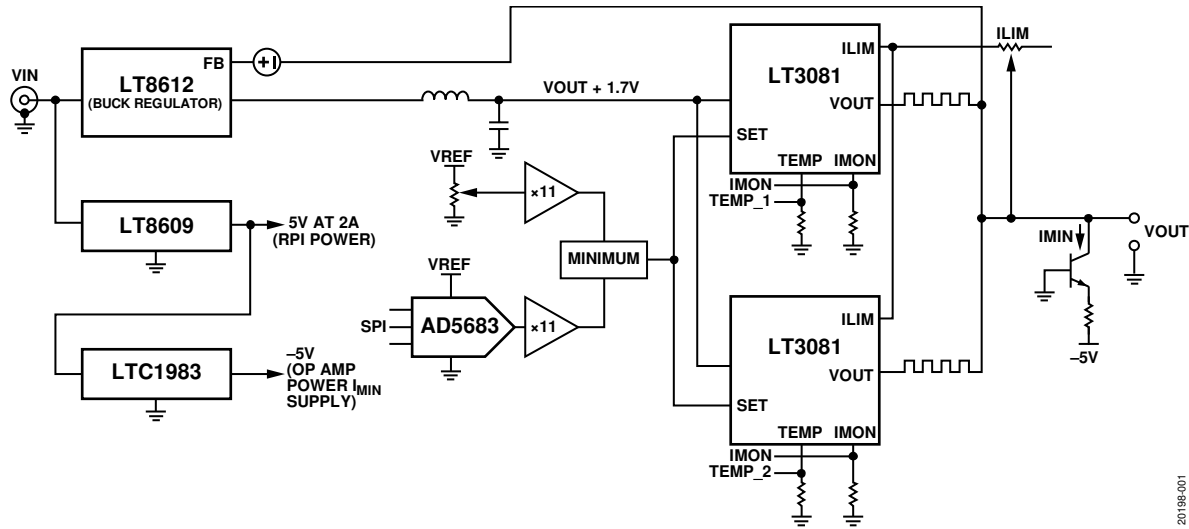 VIN
LT8612
(BUCK REGULATOR)
FB
+
VOUT + 1.7V
LT3081
ILIM
VOUT
SET
TEMP IMON
IMON
TEMP_1
ILIM
VREF
×11
LT8609
5V AT 2A
(RPI POWER)
MINIMUM
VREF
SPI
AD5683
×11
LTC1983
–5V
(OP AMP
POWER IMIN
SUPPLY)
LT3081
ILIM
VOUT
SET
TEMP IMON
IMON
TEMP_2
IMIN
VOUT
–5V
20198-001